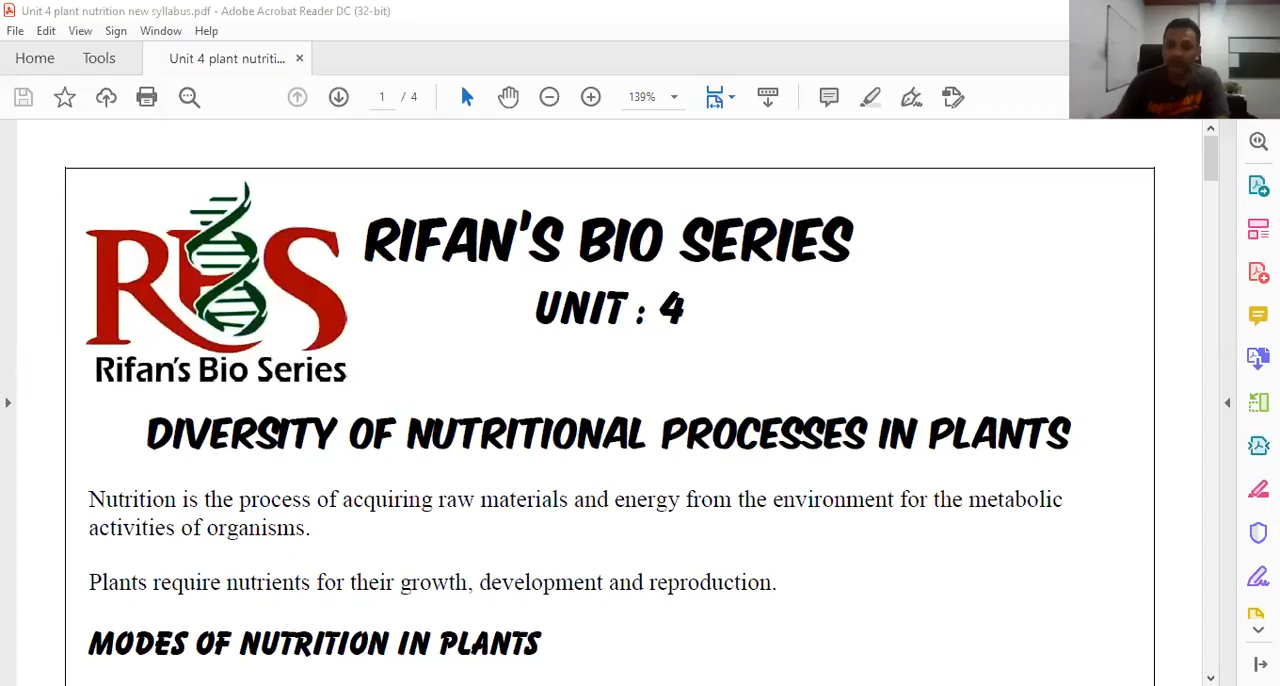 Unit 4 plant nutrition new syllabus.pdf - Adobe Acrobat Reader DC (32-bit)
File Edit View Sign Window Help
Home Tools Unit 4 plant nutriti... ×
1 / 4 139%
RBS
Rifan's Bio Series
RIFAN'S BIO SERIES
UNIT : 4
DIVERSITY OF NUTRITIONAL PROCESSES IN PLANTS
Nutrition is the process of acquiring raw materials and energy from the environment for the metabolic
activities of organisms.
Plants require nutrients for their growth, development and reproduction.
MODES OF NUTRITION IN PLANTS